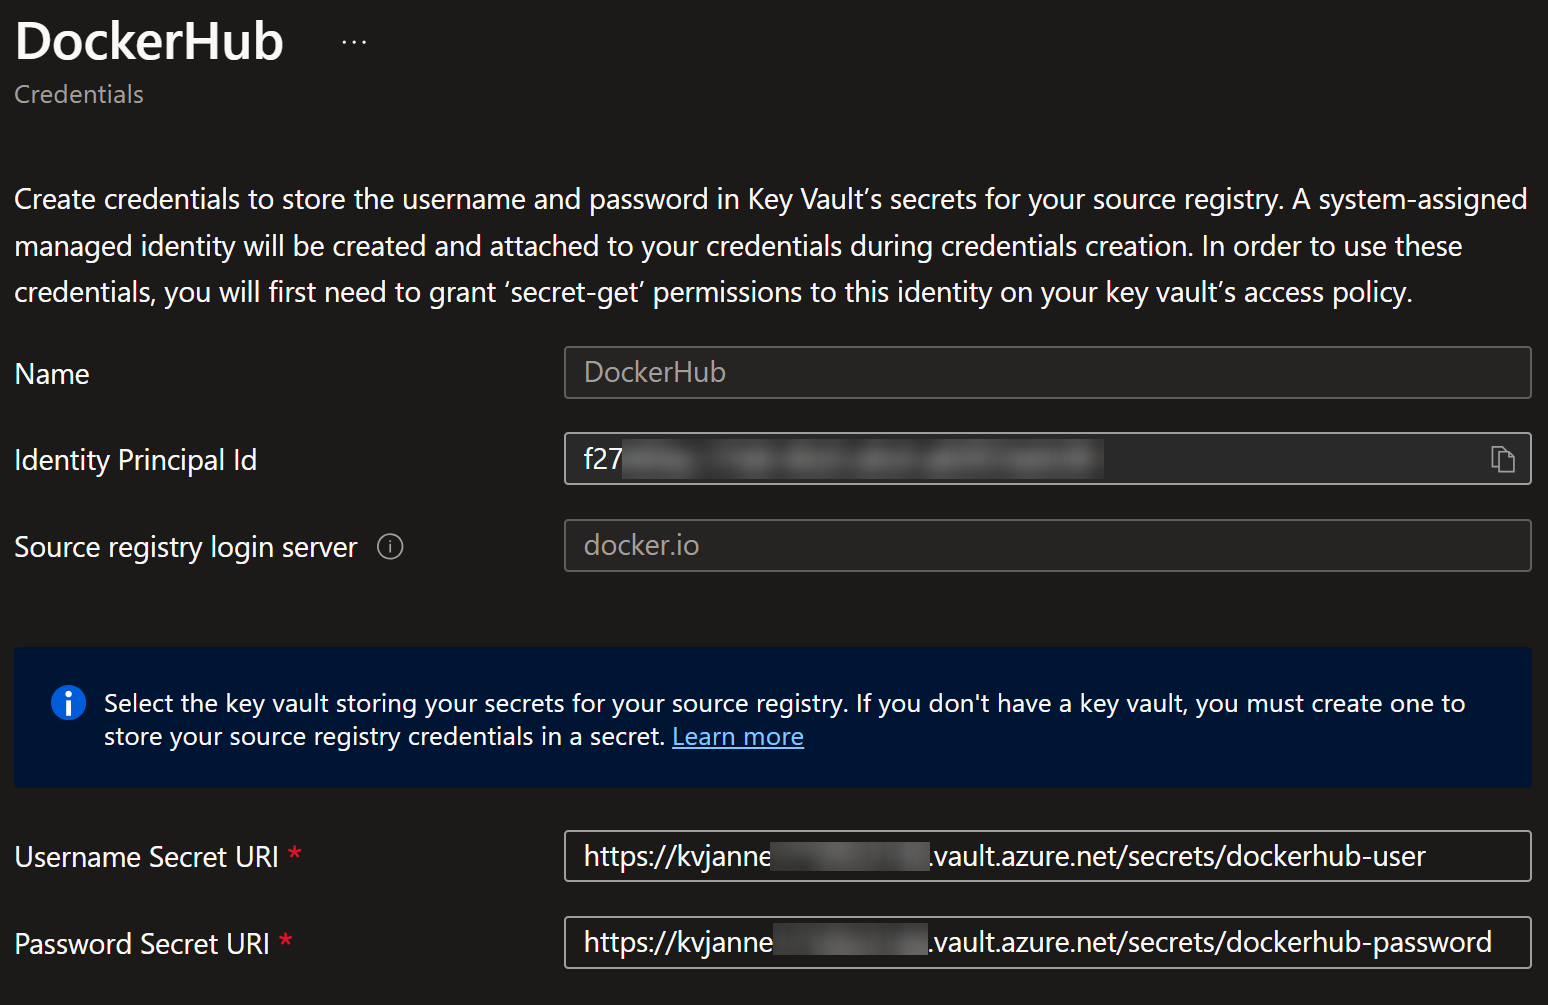 DockerHub ...
Credentials
Create credentials to store the username and password in Key Vault’s secrets for your source registry. A system-assigned
managed identity will be created and attached to your credentials during credentials creation. In order to use these
credentials, you will first need to grant ‘secret-get’ permissions to this identity on your key vault’s access policy.
Name DockerHub
Identity Principal Id f27
Source registry login server docker.io
Select the key vault storing your secrets for your source registry. If you don't have a key vault, you must create one to
store your source registry credentials in a secret. Learn more
Username Secret URI * https://kvjanne .vault.azure.net/secrets/dockerhub-user
Password Secret URI * https://kvjanne .vault.azure.net/secrets/dockerhub-password